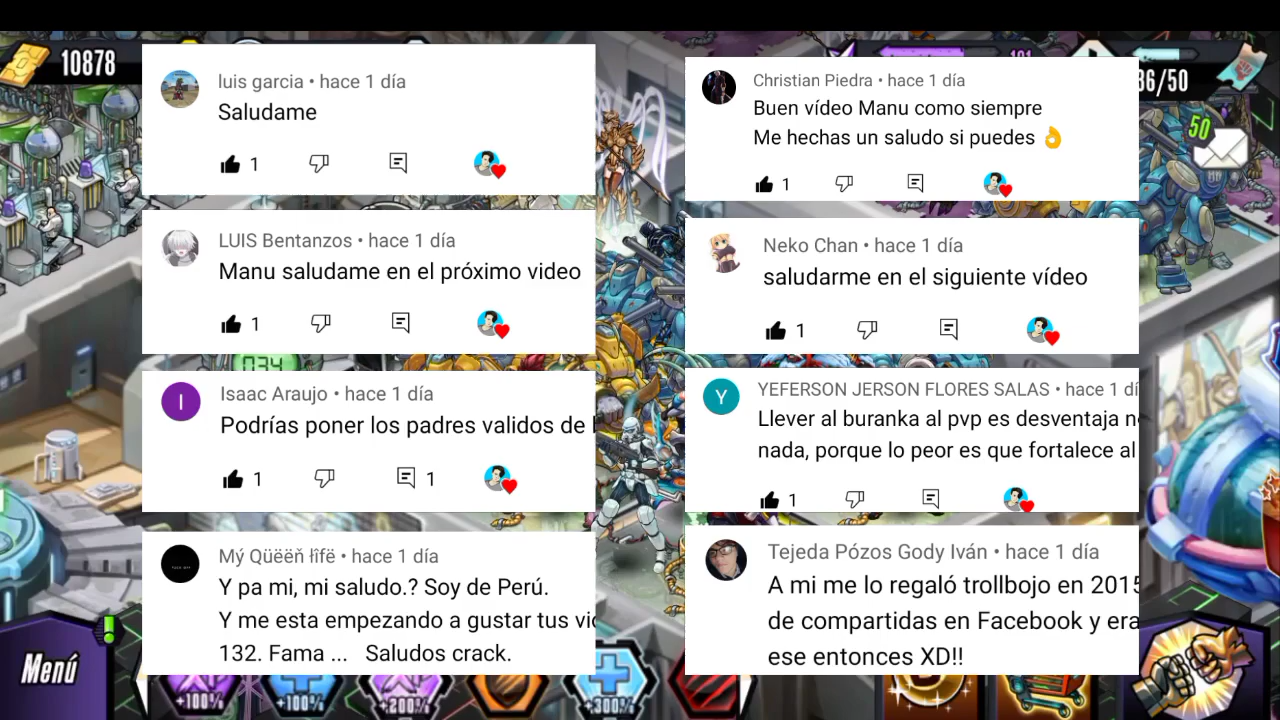 10878
luis garcia • hace 1 día
Saludame
1
LUIS Bentanzos • hace 1 día
Manu saludame en el próximo video
1
034
Isaac Araujo • hace 1 día
Podrías poner los padres validos de
1
1
Mý Qüëëň łîfë • hace 1 día
Y pa mi, mi saludo.? Soy de Perú.
Y me esta empezando a gustar tus
132. Fama ... Saludos crack.
Christian Piedra • hace 1 día
Buen vídeo Manu como siempre
Me hechas un saludo si puedes 👌
1
Neko Chan • hace 1 día
saludarme en el siguiente vídeo
1
YEFERSON JERSON FLORES SALAS • hace 1
Llever al buranka al pvp es desventaja
nada, porque lo peor es que fortalece al
1
Tejeda Pózos Gody Iván • hace 1 día
A mi me lo regaló trollbojo en 2015
de compartidas en Facebook y era
ese entonces XD!!
36/50
50
Menú
+100%
+100%
+200%
+300%